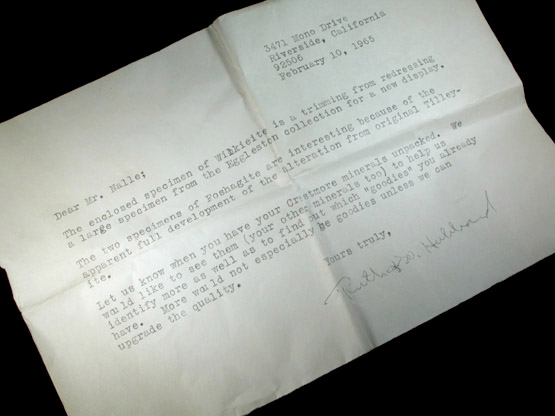 3471 Mono Drive
Riverside, California
92506
February 10, 1965
Dear Mr. Nalle;
The enclosed specimen of Wilkeite is a trimming from redressing
a large specimen from the Eggleston collection for a new display.
The two specimens of Foshagite are interesting because of the
apparent full development of the alteration from original Tilley-
ite.
Let us know when you have your Crestmore minerals unpacked. We
would like to see them (your other minerals too) to help us
identify more as well as to find out which "goodies" you already
have. More would not especially be goodies unless we can
upgrade the quality.
Yours truly,